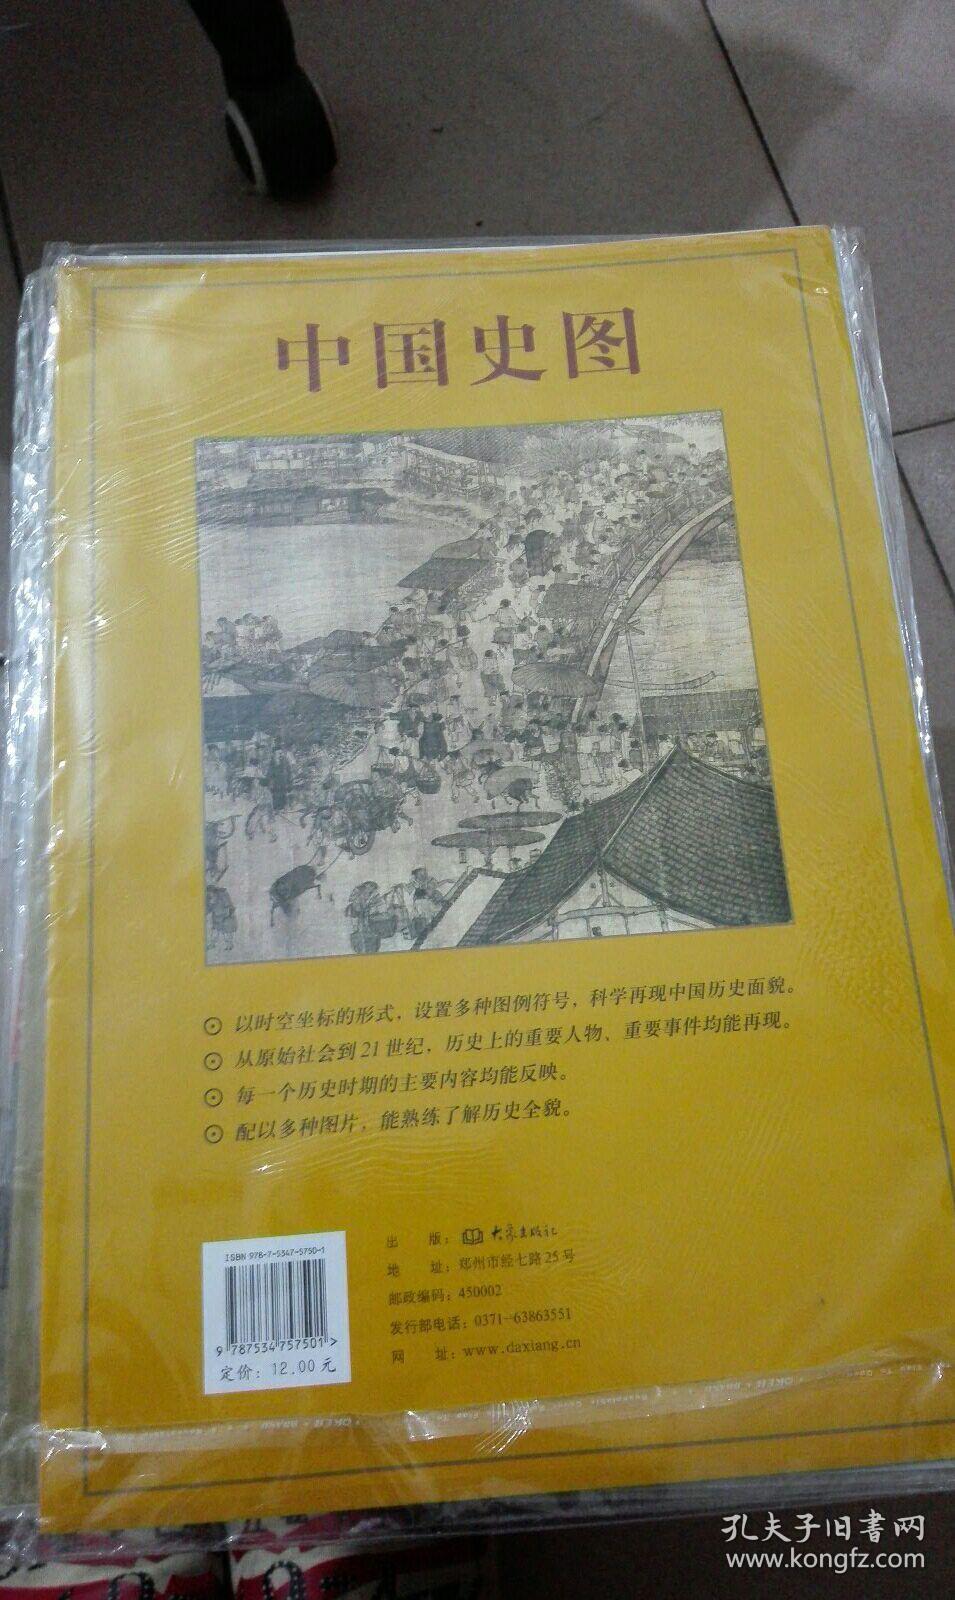 中国史图
⊙ 以时空坐标的形式，设置多种图例符号，科学再现中国历史面貌。
⊙ 从原始社会到21世纪，历史上的重要人物、重要事件均能再现。
⊙ 每一个历史时期的主要内容均能反映。
⊙ 配以多种图片，能熟练了解历史全貌。
ISBN 978-7-5347-5750-1
9 787534 757501 >
定价：12.00 元
出 版：大象出版社
地 址：郑州市经七路25号
邮政编码：450002
发行部电话：0371-63863551
网 址：www.daxiang.cn
孔夫子旧書网
www.kongfz.com